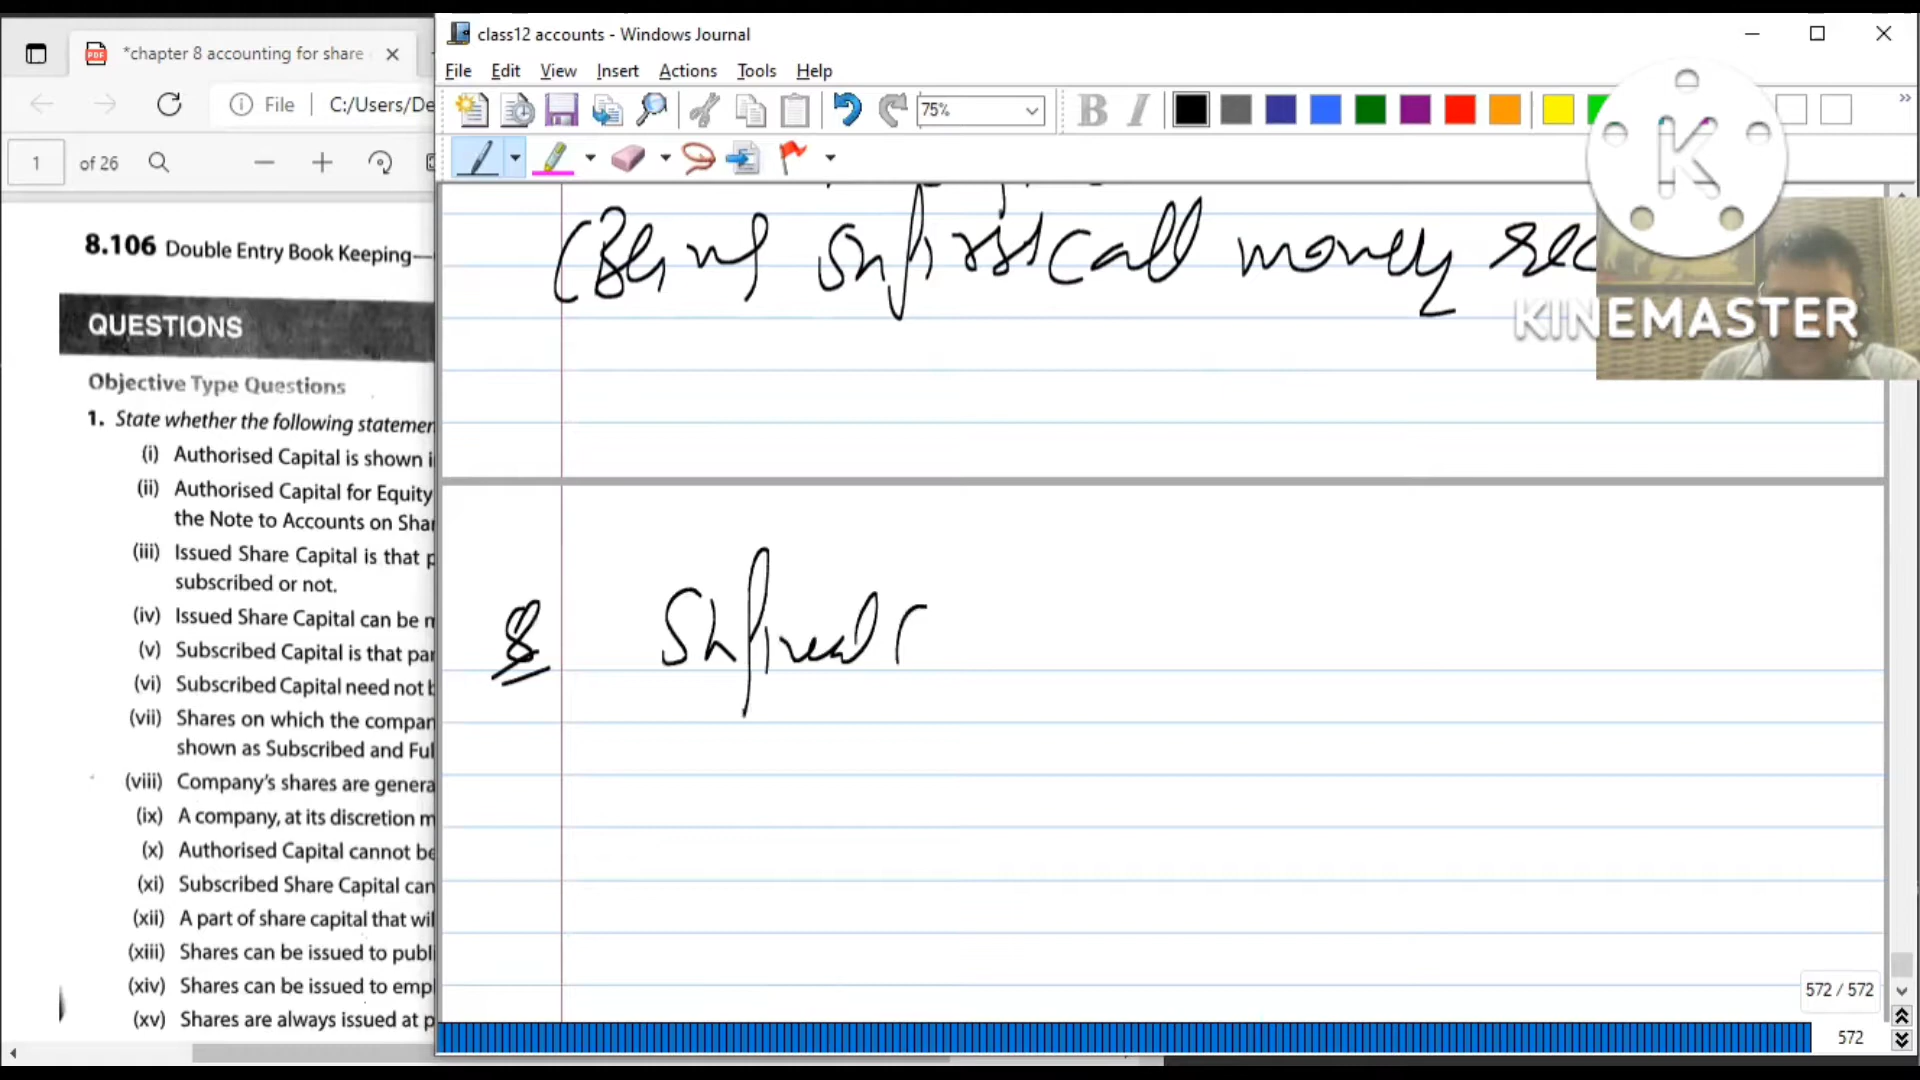 *chapter 8 accounting for share
File
C:/Users/De
1 of 26
8.106 Double Entry Book Keeping—
QUESTIONS
Objective Type Questions
1. State whether the following statemen
(i) Authorised Capital is shown i
(ii) Authorised Capital for Equity
the Note to Accounts on Shar
(iii) Issued Share Capital is that p
subscribed or not.
(iv) Issued Share Capital can be m
(v) Subscribed Capital is that par
(vi) Subscribed Capital need not b
(vii) Shares on which the compan
shown as Subscribed and Ful
(viii) Company's shares are genera
(ix) A company, at its discretion m
(x) Authorised Capital cannot be
(xi) Subscribed Share Capital can
(xii) A part of share capital that wil
(xiii) Shares can be issued to publi
(xiv) Shares can be issued to empl
(xv) Shares are always issued at p
class12 accounts - Windows Journal
File Edit View Insert Actions Tools Help
75%
B I
K
KINEMASTER
call money rec
8
572 / 572
572